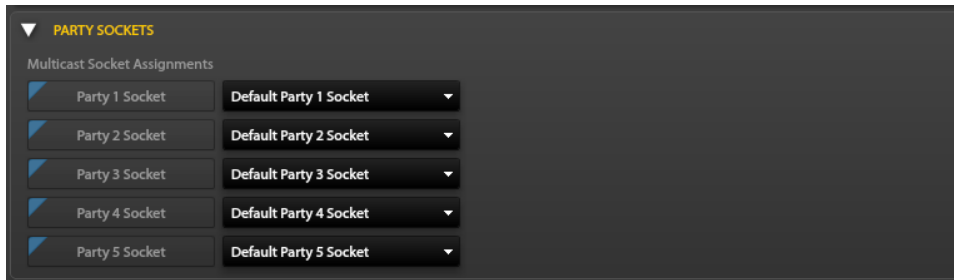 PARTY SOCKETS
Multicast Socket Assignments
Party 1 Socket Default Party 1 Socket
Party 2 Socket Default Party 2 Socket
Party 3 Socket Default Party 3 Socket
Party 4 Socket Default Party 4 Socket
Party 5 Socket Default Party 5 Socket